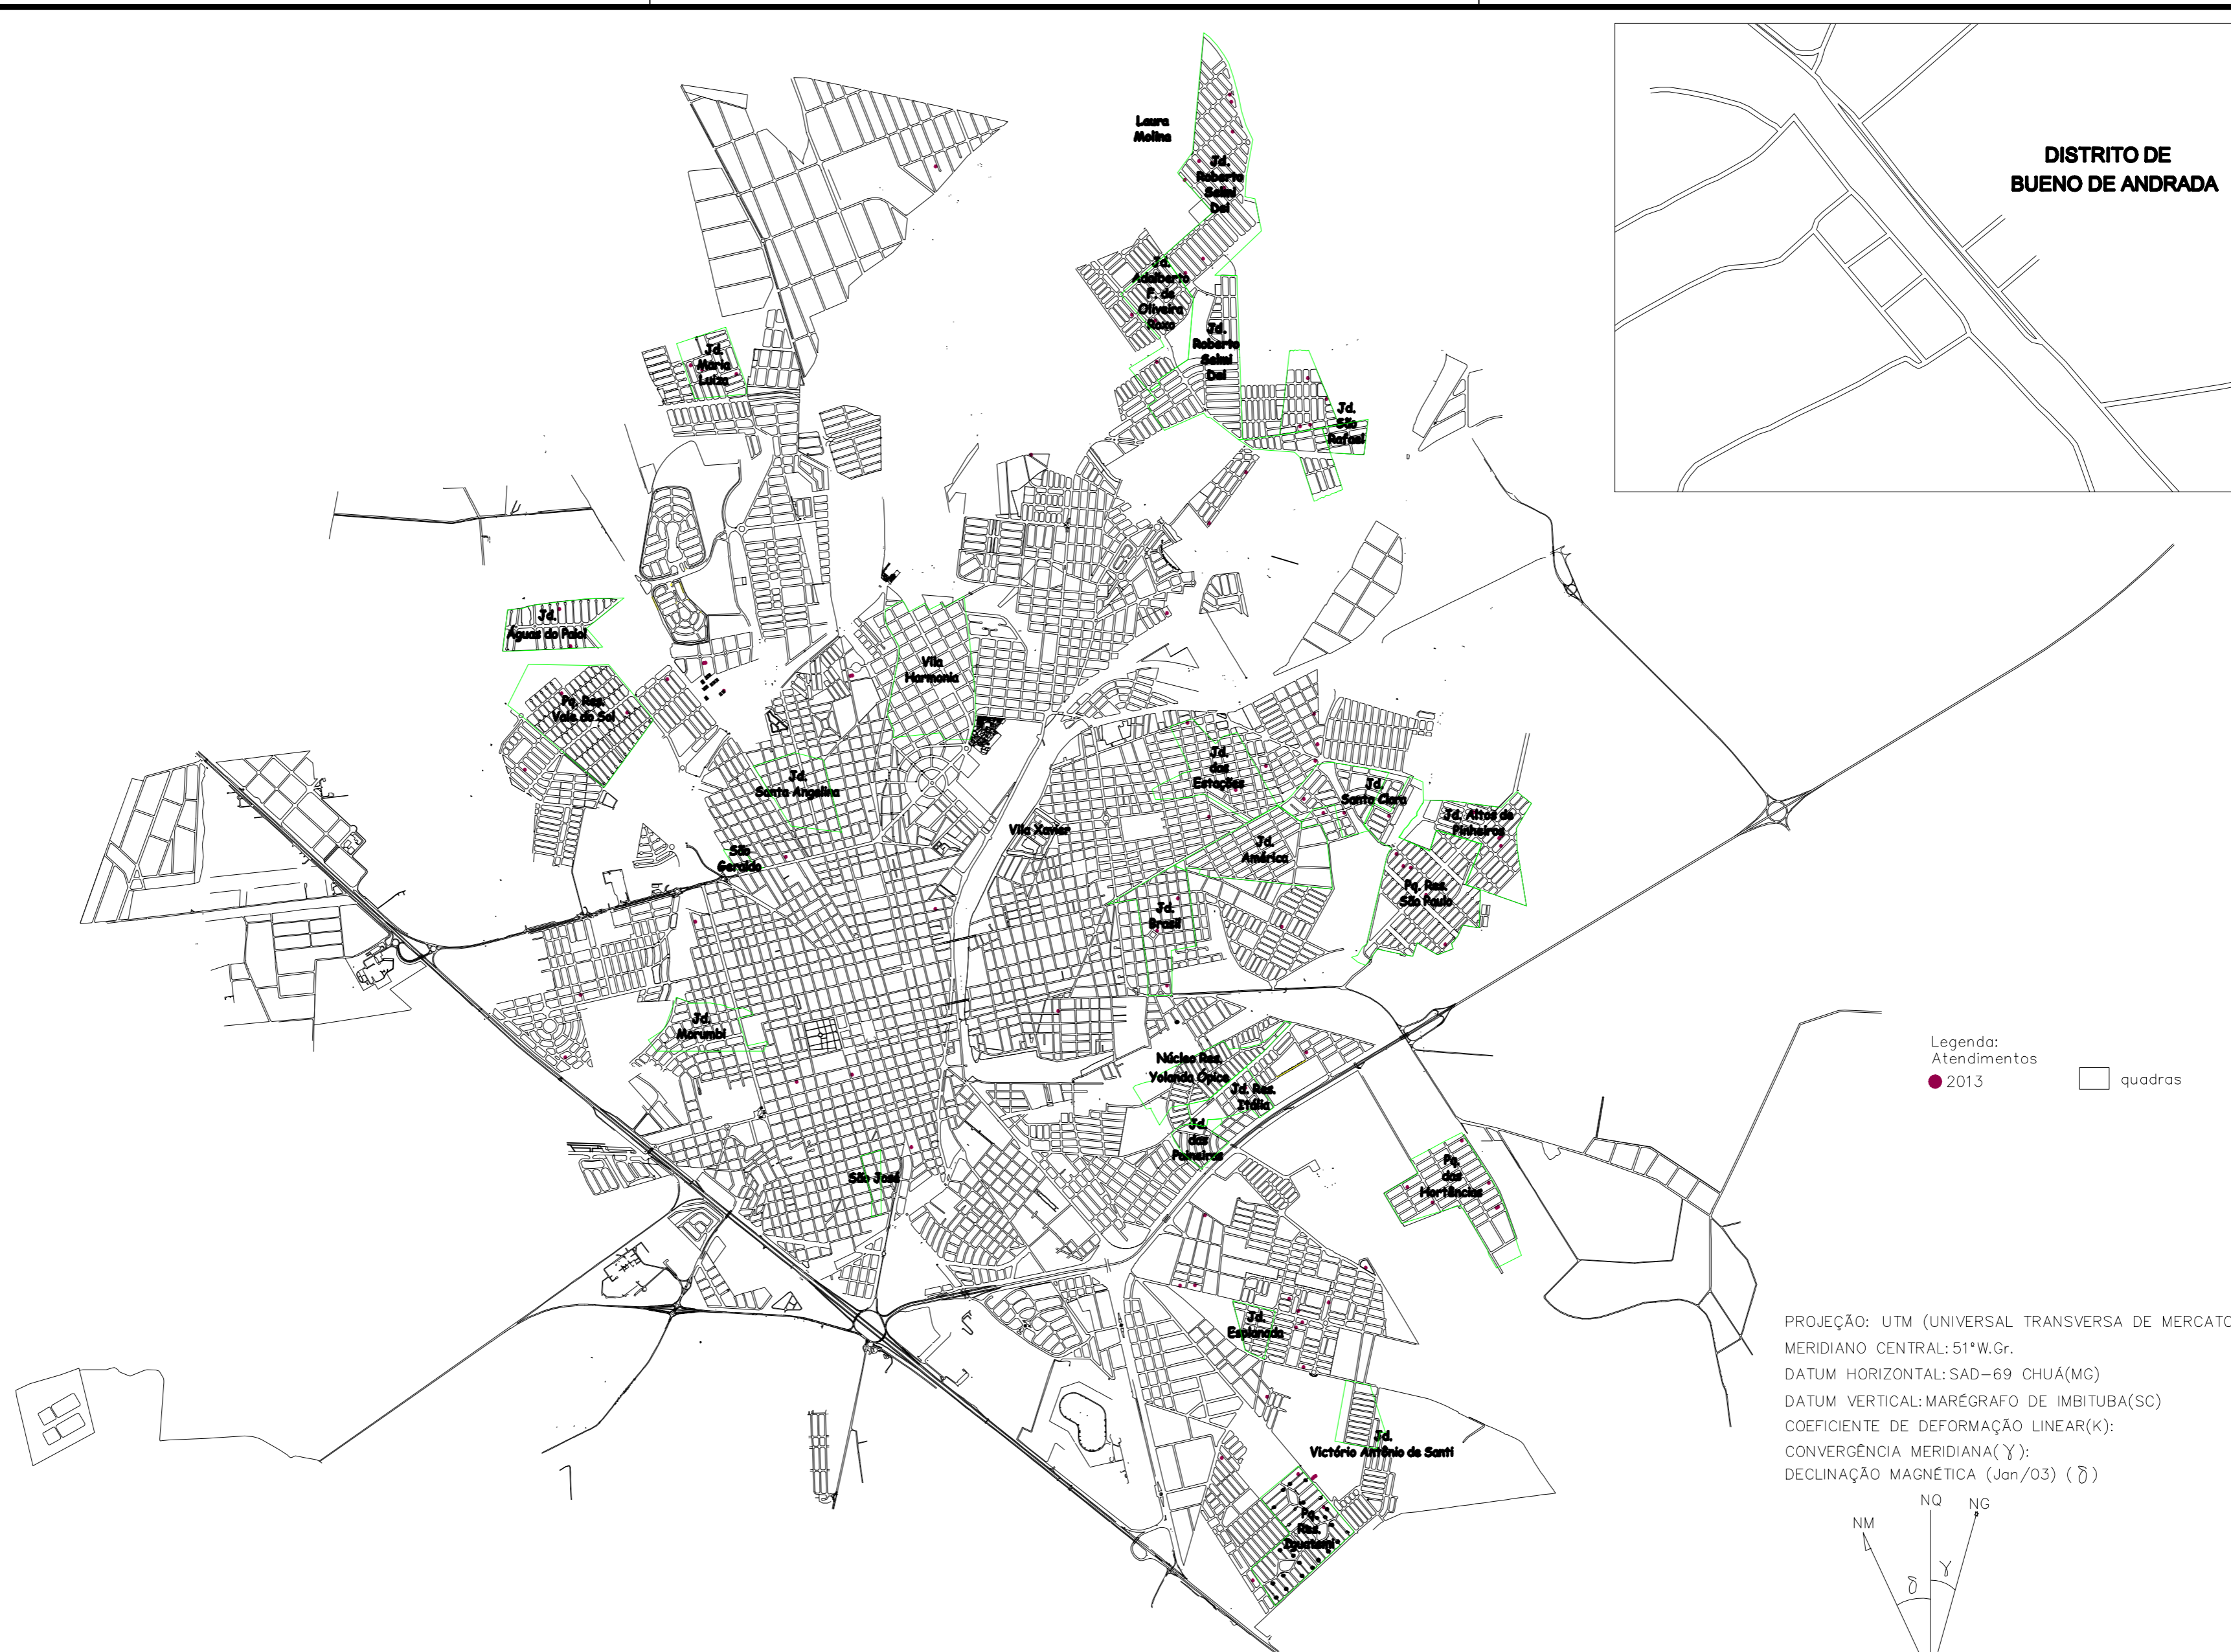 DISTRITO DE
BUENO DE ANDRADA
Laura
Molina
Jd.
Roberto
Selmi
Dei
Jd.
Adalberto
F. de
Oliveira
Roxo
Jd.
Roberto
Selmi
Dei
Jd.
Maria
Luiza
Jd.
São
Rafael
Jd.
Águas do Paiol
Vila
Harmonia
Pq. Res.
Vale do Sol
Jd.
Santa Angelina
Jd.
das
Estações
Jd.
Santa Clara
Jd. Altos de
Pinheiros
Vila Xavier
São
Geraldo
Jd.
América
Pq. Res.
São Paulo
Jd.
Brasil
Jd.
Morumbi
Núcleo Res.
Yolanda Ópice
Jd. Res.
Itália
Jd.
das
Paineiras
São José
Pq.
das
Hortências
Jd.
Esplanada
Jd.
Victório Antônio de Santi
Pq.
Res.
Iguatemi
Legenda:
Atendimentos
2013
quadras
PROJEÇÃO: UTM (UNIVERSAL TRANSVERSA DE MERCATO
MERIDIANO CENTRAL: 51°W.Gr.
DATUM HORIZONTAL: SAD-69 CHUÁ(MG)
DATUM VERTICAL: MARÉGRAFO DE IMBITUBA(SC)
COEFICIENTE DE DEFORMAÇÃO LINEAR(K):
CONVERGÊNCIA MERIDIANA(γ):
DECLINAÇÃO MAGNÉTICA (Jan/03) (δ)
NM
NQ
NG
δ
γ